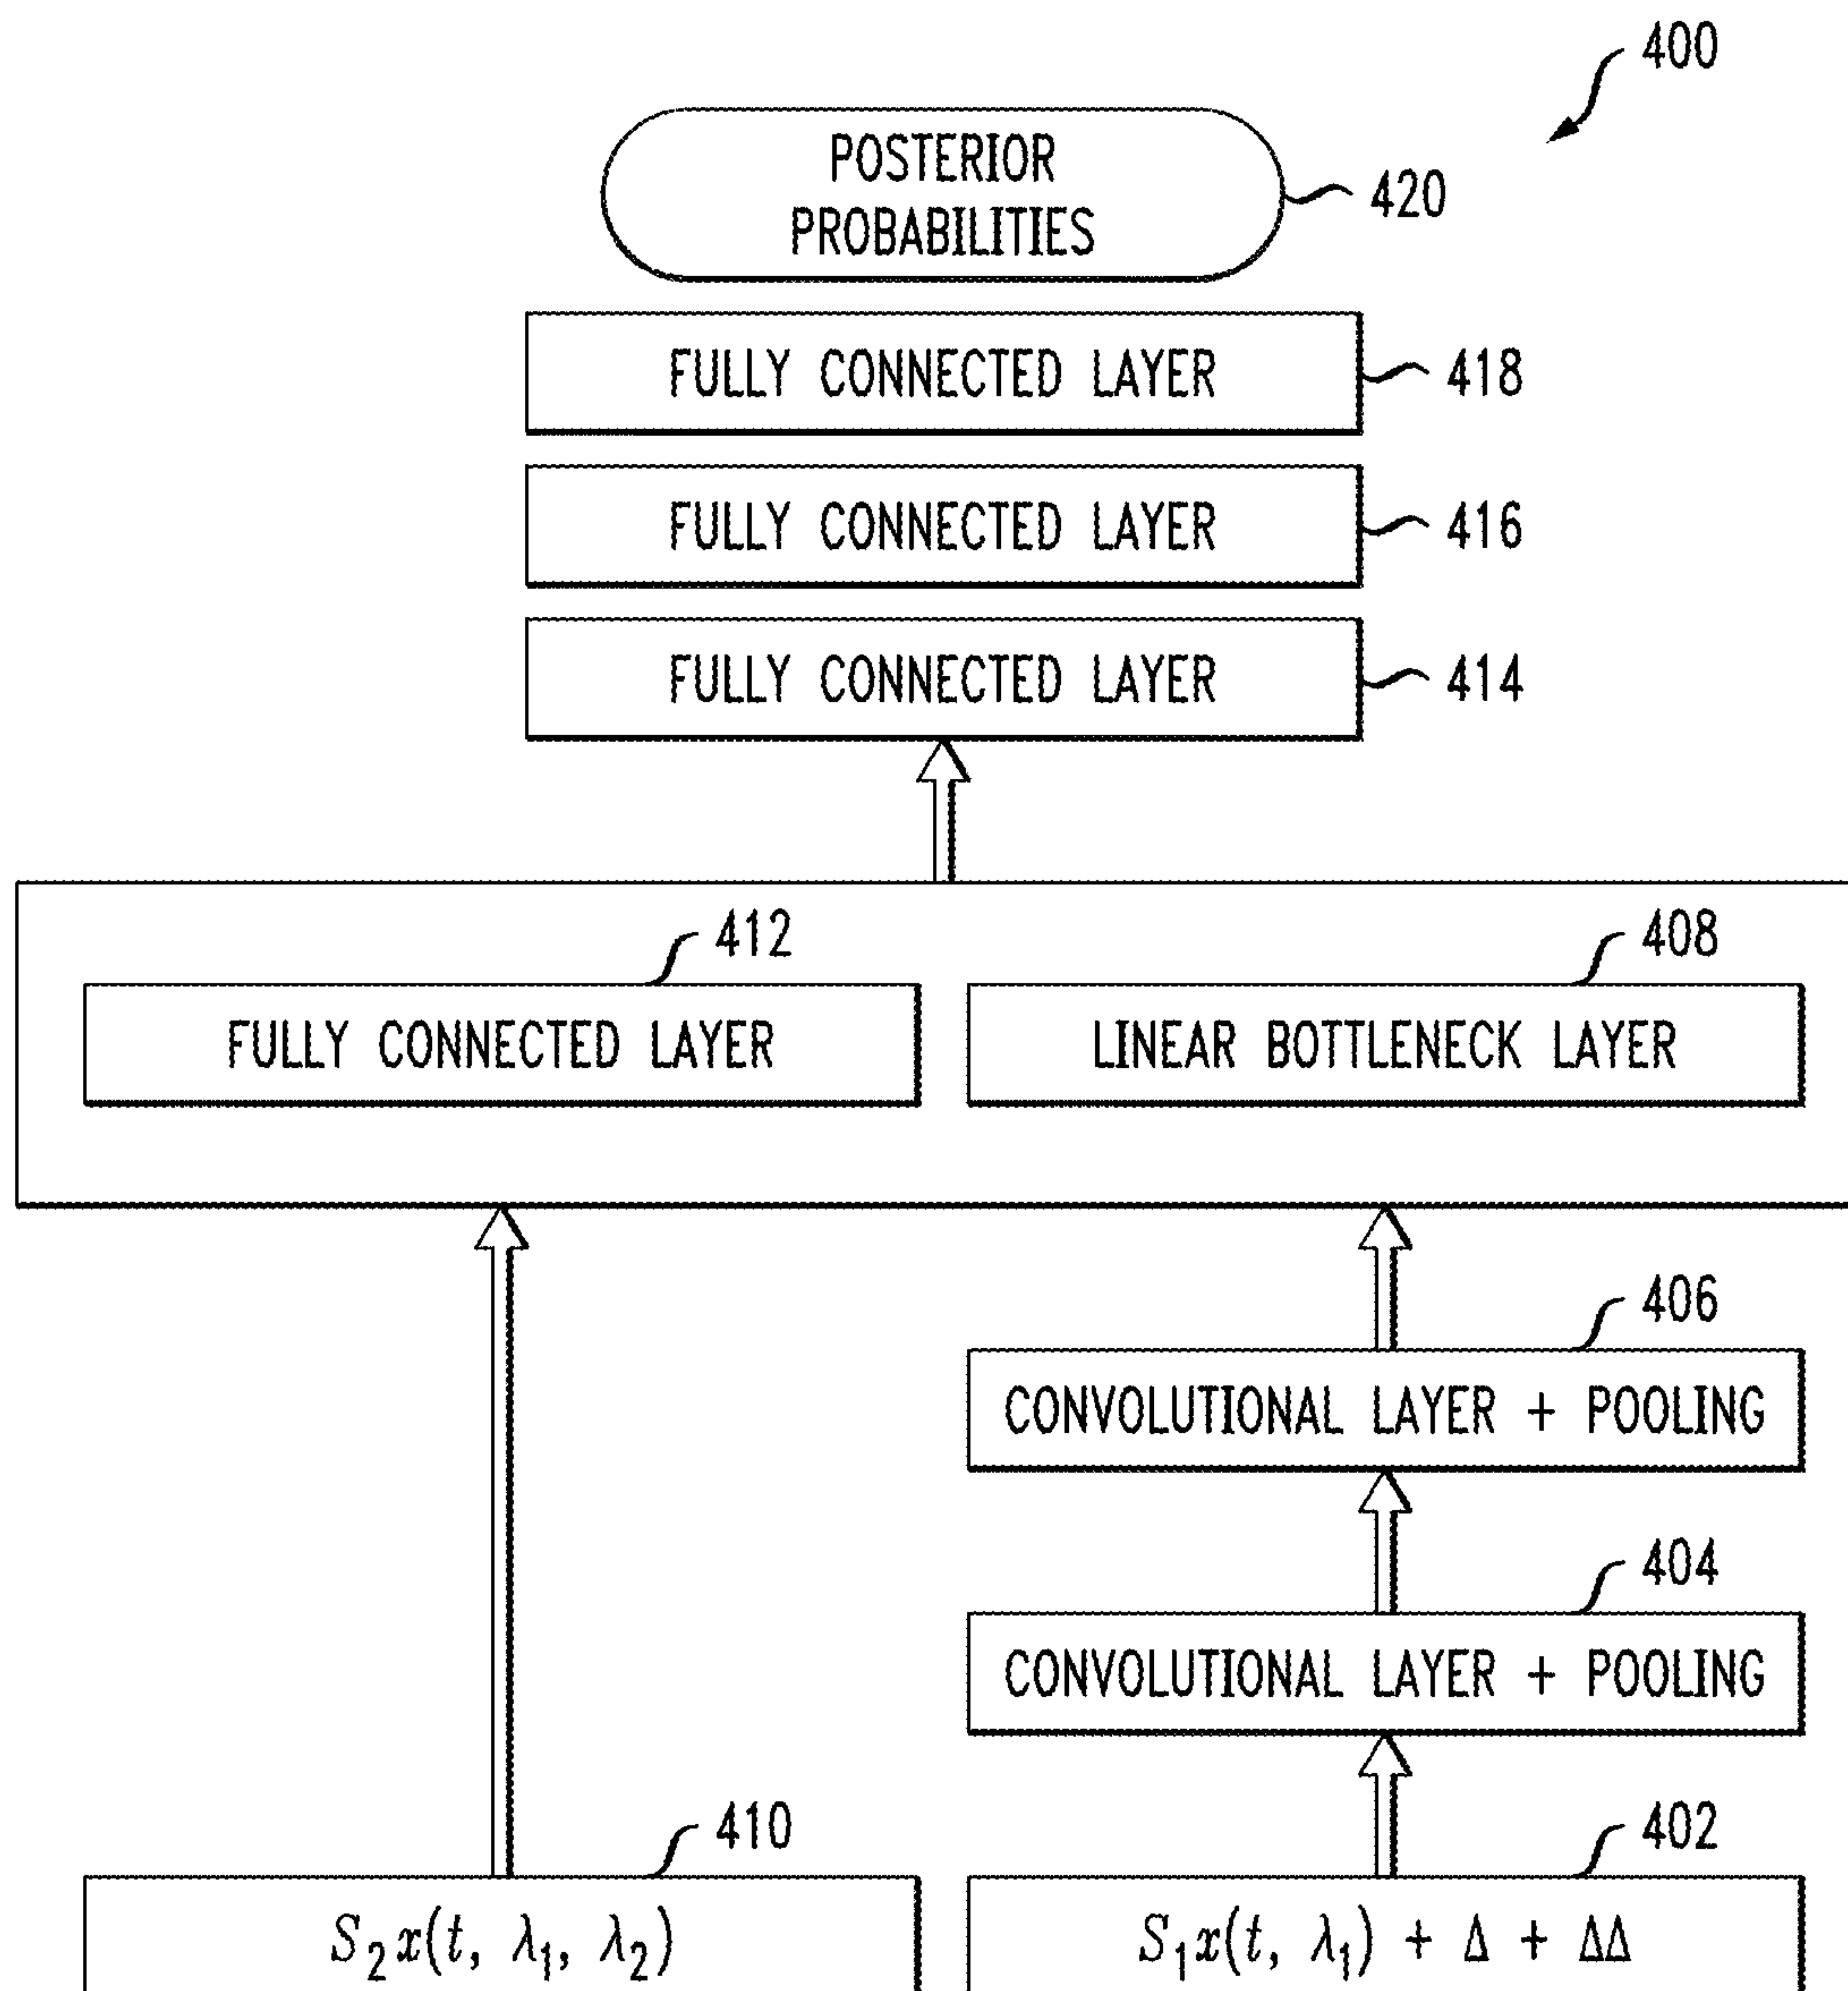 400
POSTERIOR
PROBABILITIES
420
FULLY CONNECTED LAYER
418
FULLY CONNECTED LAYER
416
FULLY CONNECTED LAYER
414
412
408
FULLY CONNECTED LAYER
LINEAR BOTTLENECK LAYER
406
CONVOLUTIONAL LAYER + POOLING
404
CONVOLUTIONAL LAYER + POOLING
410
402
S₂x(t, λ₁, λ₂)
S₁x(t, λ₁) + Δ + ΔΔ